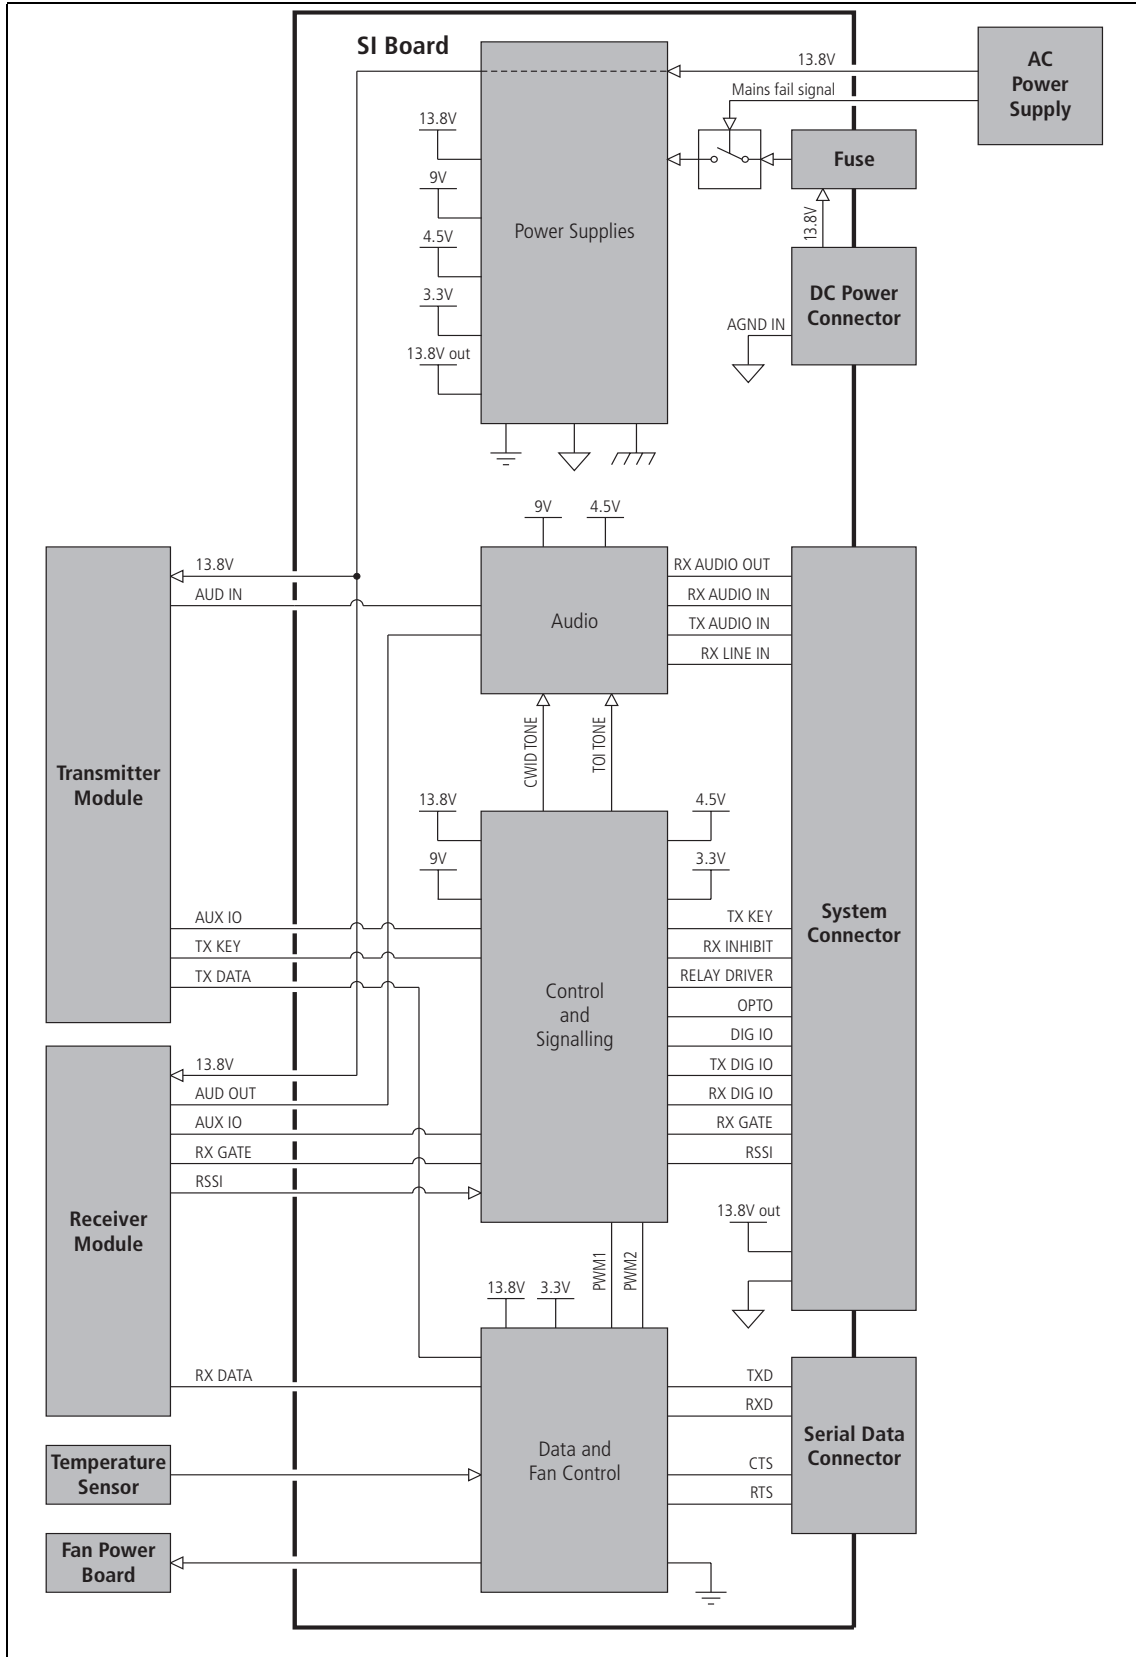 SI Board
13.8V
AC
Power
Supply
Mains fail signal
13.8V
Fuse
9V
13.8V
Power Supplies
4.5V
DC Power
Connector
3.3V
AGND IN
13.8V out
9V
4.5V
13.8V
RX AUDIO OUT
AUD IN
RX AUDIO IN
Audio
TX AUDIO IN
RX LINE IN
CWID TONE
TOI TONE
Transmitter
Module
13.8V
4.5V
9V
3.3V
AUX IO
TX KEY
System
Connector
TX KEY
RX INHIBIT
TX DATA
RELAY DRIVER
Control
and
Signalling
OPTO
DIG IO
13.8V
TX DIG IO
AUD OUT
RX DIG IO
AUX IO
RX GATE
RX GATE
RSSI
RSSI
Receiver
Module
13.8V out
PWM1
PWM2
13.8V
3.3V
RX DATA
TXD
RXD
Serial Data
Connector
Data and
Fan Control
Temperature
Sensor
CTS
RTS
Fan Power
Board